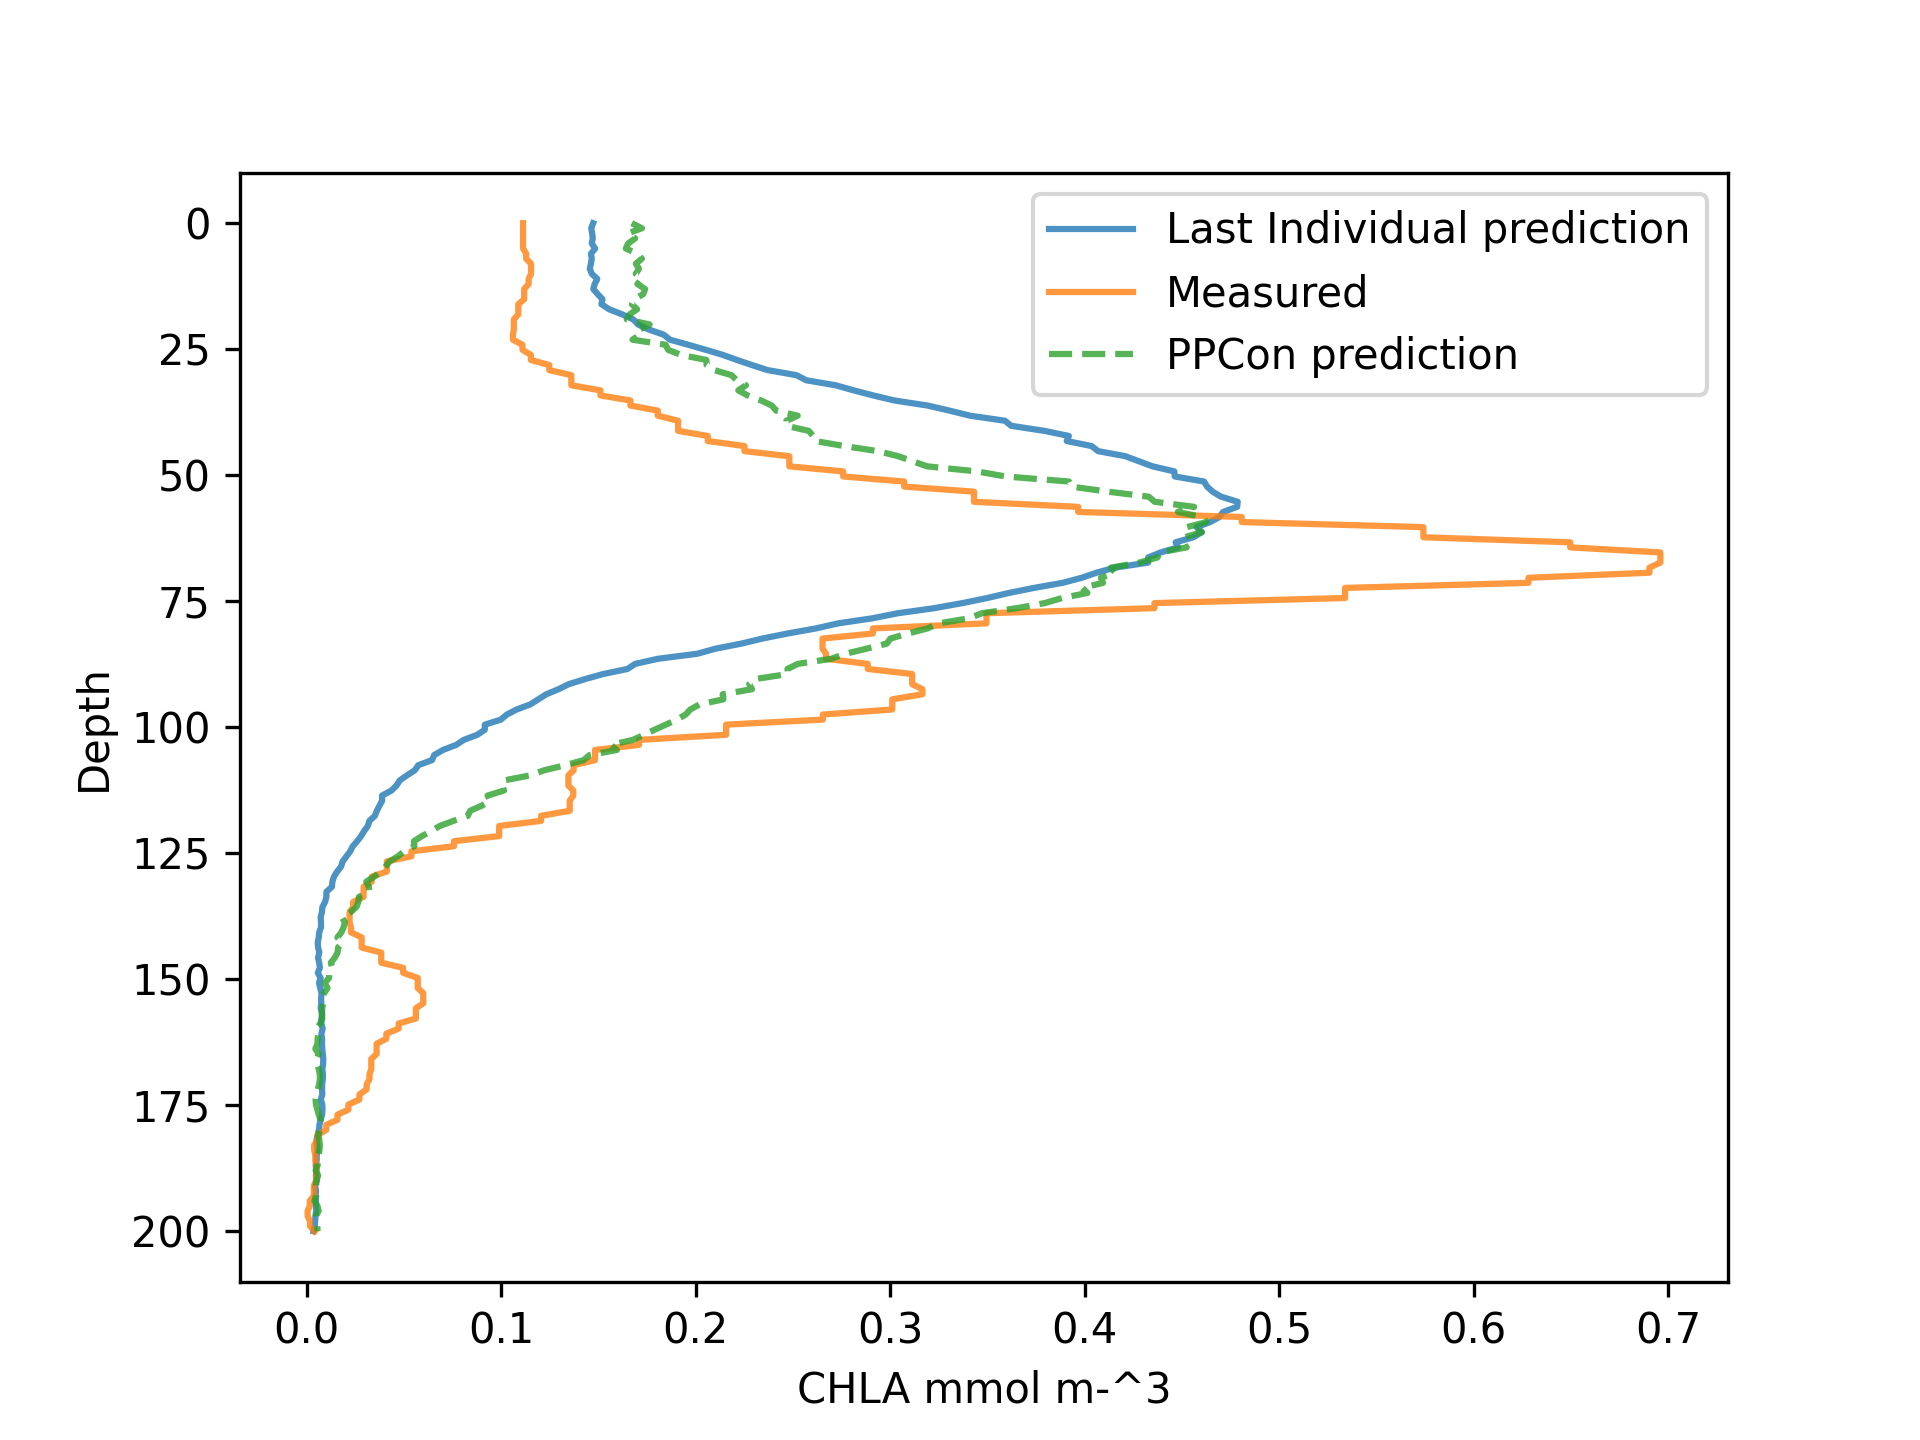 Last Individual prediction
Measured
PPCon prediction
0
25
50
75
100
125
150
175
200
Depth
0.0 0.1 0.2 0.3 0.4 0.5 0.6 0.7
CHLA mmol m-^3